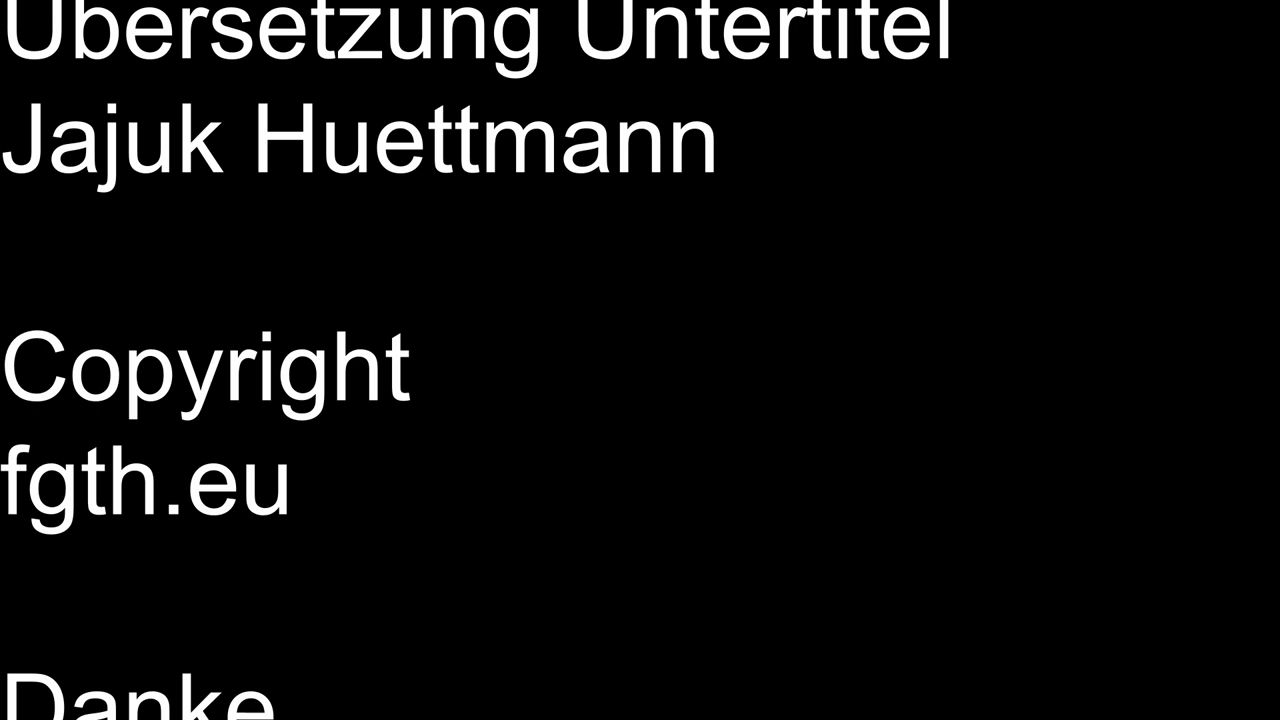 Übersetzung Untertitel
Jajuk Huettmann
Copyright
fgth.eu
Danke